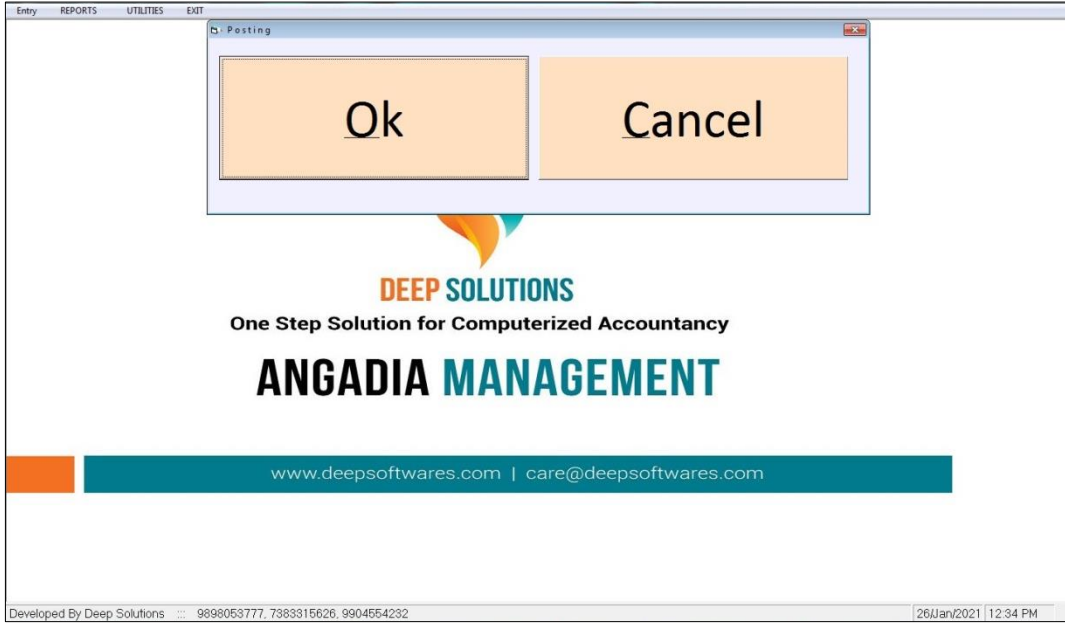 Entry REPORTS UTILITIES EXIT
Posting
Ok Cancel
DEEP SOLUTIONS
One Step Solution for Computerized Accountancy
ANGADIA MANAGEMENT
www.deepsoftwares.com | care@deepsoftwares.com
Developed By Deep Solutions ::: 9898053777, 7383315626, 9904554232 26/Jan/2021 12:34 PM